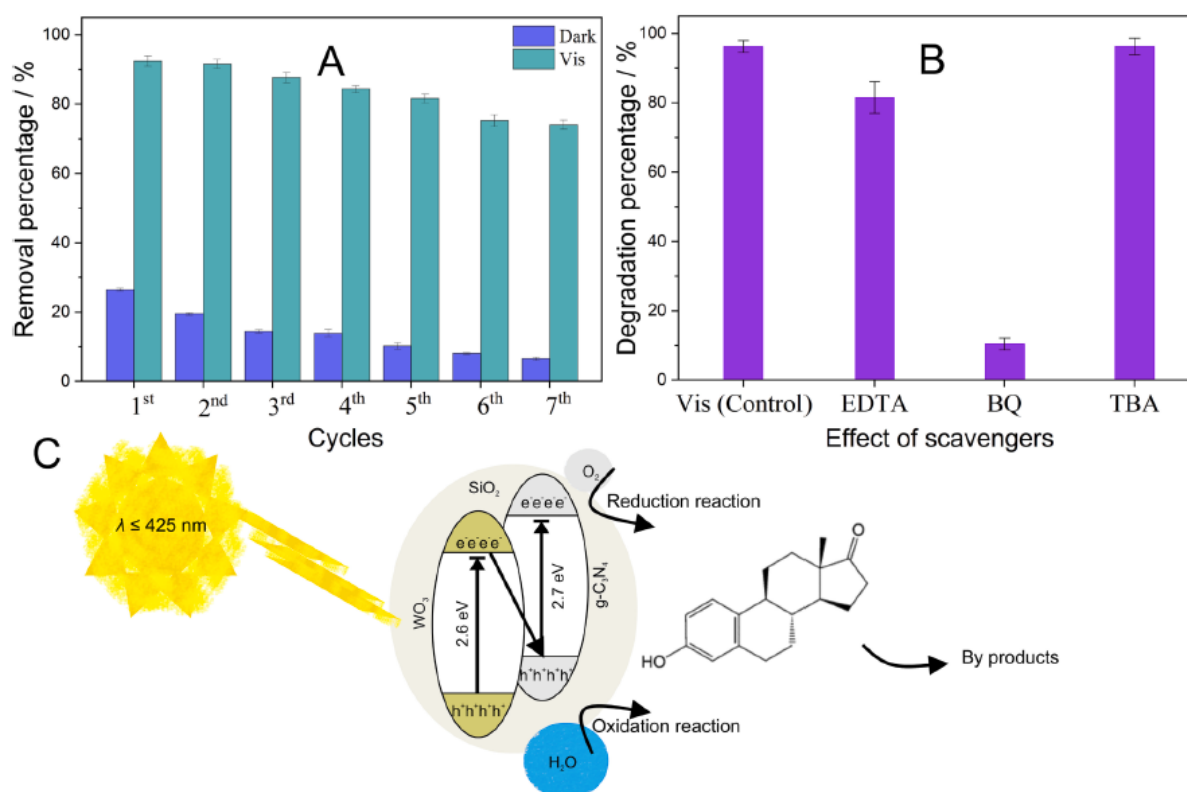 A
Dark
Vis
Removal percentage / %
100
80
60
40
20
0
1st 2nd 3rd 4th 5th 6th 7th
Cycles
B
Degradation percentage / %
100
80
60
40
20
0
Vis (Control) EDTA BQ TBA
Effect of scavengers
C
λ ≤ 425 nm
SiO₂
O₂
Reduction reaction
e⁻e⁻e⁻e⁻
e⁻e⁻e⁻e⁻
WO₃
2.6 eV
2.7 eV
g-C₃N₄
h⁺h⁺h⁺h⁺
h⁺h⁺h⁺h⁺
Oxidation reaction
H₂O
O
HO
H
H
H
By products